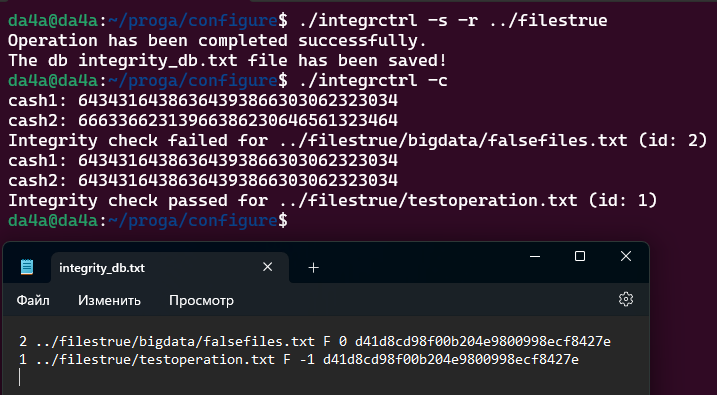 da4a@da4a:~/proga/configure$ ./integrctrl -s -r ../filestrue
Operation has been completed successfully.
The db integrity_db.txt file has been saved!
da4a@da4a:~/proga/configure$ ./integrctrl -c
cash1: 64343164386364393866303062323034
cash2: 66633662313966386230646561323464
Integrity check failed for ../filestrue/bigdata/falsefiles.txt (id: 2)
cash1: 64343164386364393866303062323034
cash2: 64343164386364393866303062323034
Integrity check passed for ../filestrue/testoperation.txt (id: 1)
da4a@da4a:~/proga/configure$
integrity_db.txt
Файл Изменить Просмотр
2 ../filestrue/bigdata/falsefiles.txt F 0 d41d8cd98f00b204e9800998ecf8427e
1 ../filestrue/testoperation.txt F -1 d41d8cd98f00b204e9800998ecf8427e